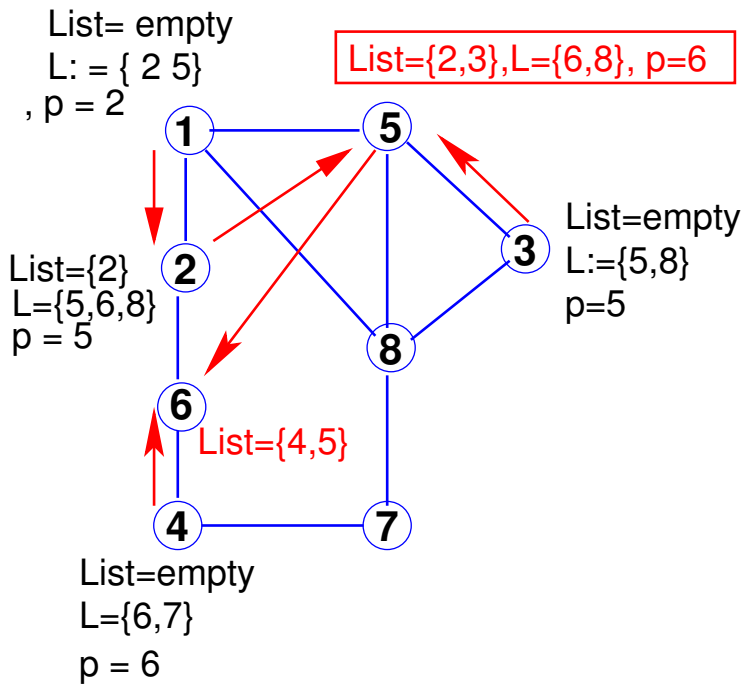 List= empty
L: = { 2 5}
, p = 2
List={2,3},L={6,8}, p=6
1
5
List=empty
L:={5,8}
p=5
3
List={2}
L={5,6,8}
p = 5
2
8
6
List={4,5}
4
7
List=empty
L={6,7}
p = 6